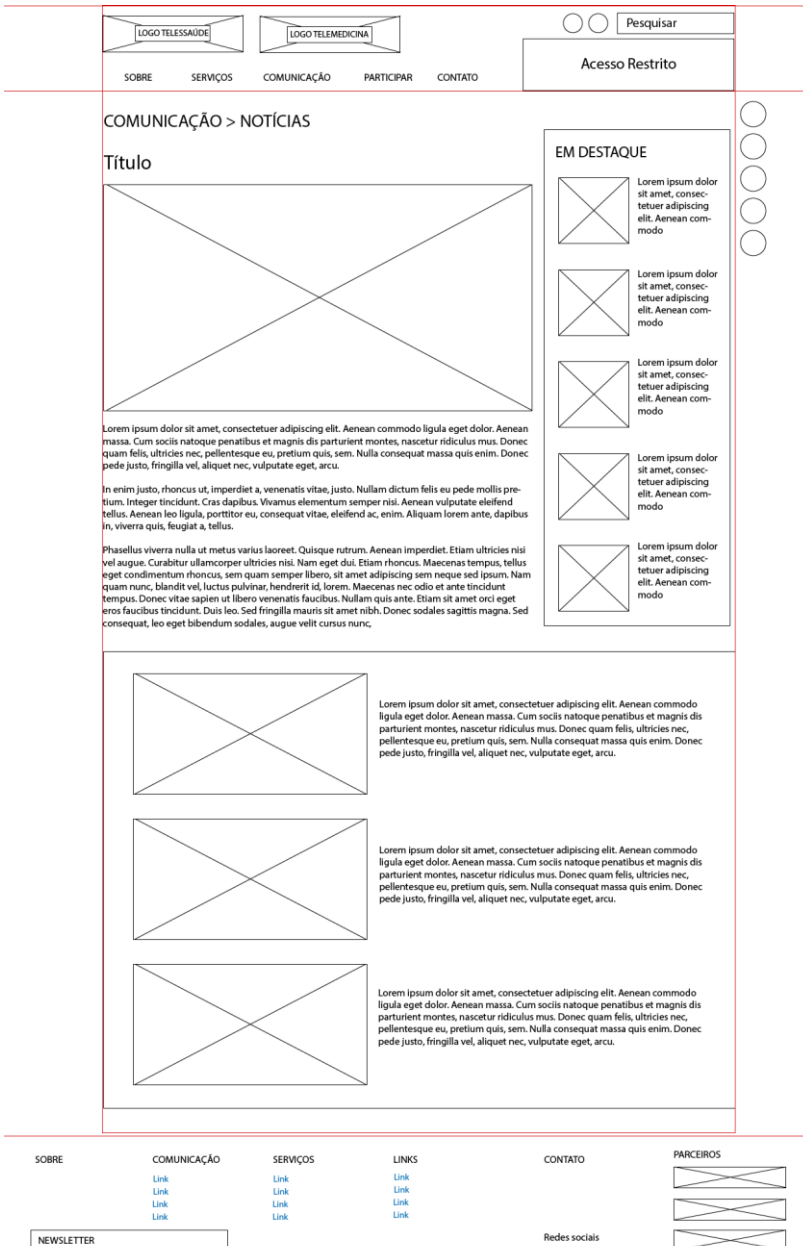 LOGO TELESSAÚDE
LOGO TELEMEDICINA
Pesquisar
Acesso Restrito
SOBRE
SERVIÇOS
COMUNICAÇÃO
PARTICIPAR
CONTATO
COMUNICAÇÃO > NOTÍCIAS
Título
Lorem ipsum dolor sit amet, consectetuer adipiscing elit. Aenean commodo ligula eget dolor. Aenean
massa. Cum sociis natoque penatibus et magnis dis parturient montes, nascetur ridiculus mus. Donec
quam felis, ultricies nec, pellentesque eu, pretium quis, sem. Nulla consequat massa quis enim. Donec
pede justo, fringilla vel, aliquet nec, vulputate eget, arcu.
In enim justo, rhoncus ut, imperdiet a, venenatis vitae, justo. Nullam dictum felis eu pede mollis pre-
tium. Integer tincidunt. Cras dapibus. Vivamus elementum semper nisi. Aenean vulputate eleifend
tellus. Aenean leo ligula, porttitor eu, consequat vitae, eleifend ac, enim. Aliquam lorem ante, dapibus
in, viverra quis, feugiat a, tellus.
Phasellus viverra nulla ut metus varius laoreet. Quisque rutrum. Aenean imperdiet. Etiam ultricies nisi
vel augue. Curabitur ullamcorper ultricies nisi. Nam eget dui. Etiam rhoncus. Maecenas tempus, tellus
eget condimentum rhoncus, sem quam semper libero, sit amet adipiscing sem neque sed ipsum. Nam
quam nunc, blandit vel, luctus pulvinar, hendrerit id, lorem. Maecenas nec odio et ante tincidunt
tempus. Donec vitae sapien ut libero venenatis faucibus. Nullam quis ante. Etiam sit amet orci eget
eros faucibus tincidunt. Duis leo. Sed fringilla mauris sit amet nibh. Donec sodales sagittis magna. Sed
consequat, leo eget bibendum sodales, augue velit cursus nunc,
EM DESTAQUE
Lorem ipsum dolor
sit amet, consec-
tetuer adipiscing
elit. Aenean com-
modo
Lorem ipsum dolor
sit amet, consec-
tetuer adipiscing
elit. Aenean com-
modo
Lorem ipsum dolor
sit amet, consec-
tetuer adipiscing
elit. Aenean com-
modo
Lorem ipsum dolor
sit amet, consec-
tetuer adipiscing
elit. Aenean com-
modo
Lorem ipsum dolor
sit amet, consec-
tetuer adipiscing
elit. Aenean com-
modo
Lorem ipsum dolor sit amet, consectetuer adipiscing elit. Aenean commodo
ligula eget dolor. Aenean massa. Cum sociis natoque penatibus et magnis dis
parturient montes, nascetur ridiculus mus. Donec quam felis, ultricies nec,
pellentesque eu, pretium quis, sem. Nulla consequat massa quis enim. Donec
pede justo, fringilla vel, aliquet nec, vulputate eget, arcu.
Lorem ipsum dolor sit amet, consectetuer adipiscing elit. Aenean commodo
ligula eget dolor. Aenean massa. Cum sociis natoque penatibus et magnis dis
parturient montes, nascetur ridiculus mus. Donec quam felis, ultricies nec,
pellentesque eu, pretium quis, sem. Nulla consequat massa quis enim. Donec
pede justo, fringilla vel, aliquet nec, vulputate eget, arcu.
Lorem ipsum dolor sit amet, consectetuer adipiscing elit. Aenean commodo
ligula eget dolor. Aenean massa. Cum sociis natoque penatibus et magnis dis
parturient montes, nascetur ridiculus mus. Donec quam felis, ultricies nec,
pellentesque eu, pretium quis, sem. Nulla consequat massa quis enim. Donec
pede justo, fringilla vel, aliquet nec, vulputate eget, arcu.
SOBRE
COMUNICAÇÃO
Link
Link
Link
Link
SERVIÇOS
Link
Link
Link
Link
LINKS
Link
Link
Link
Link
CONTATO
PARCEIROS
NEWSLETTER
Redes sociais